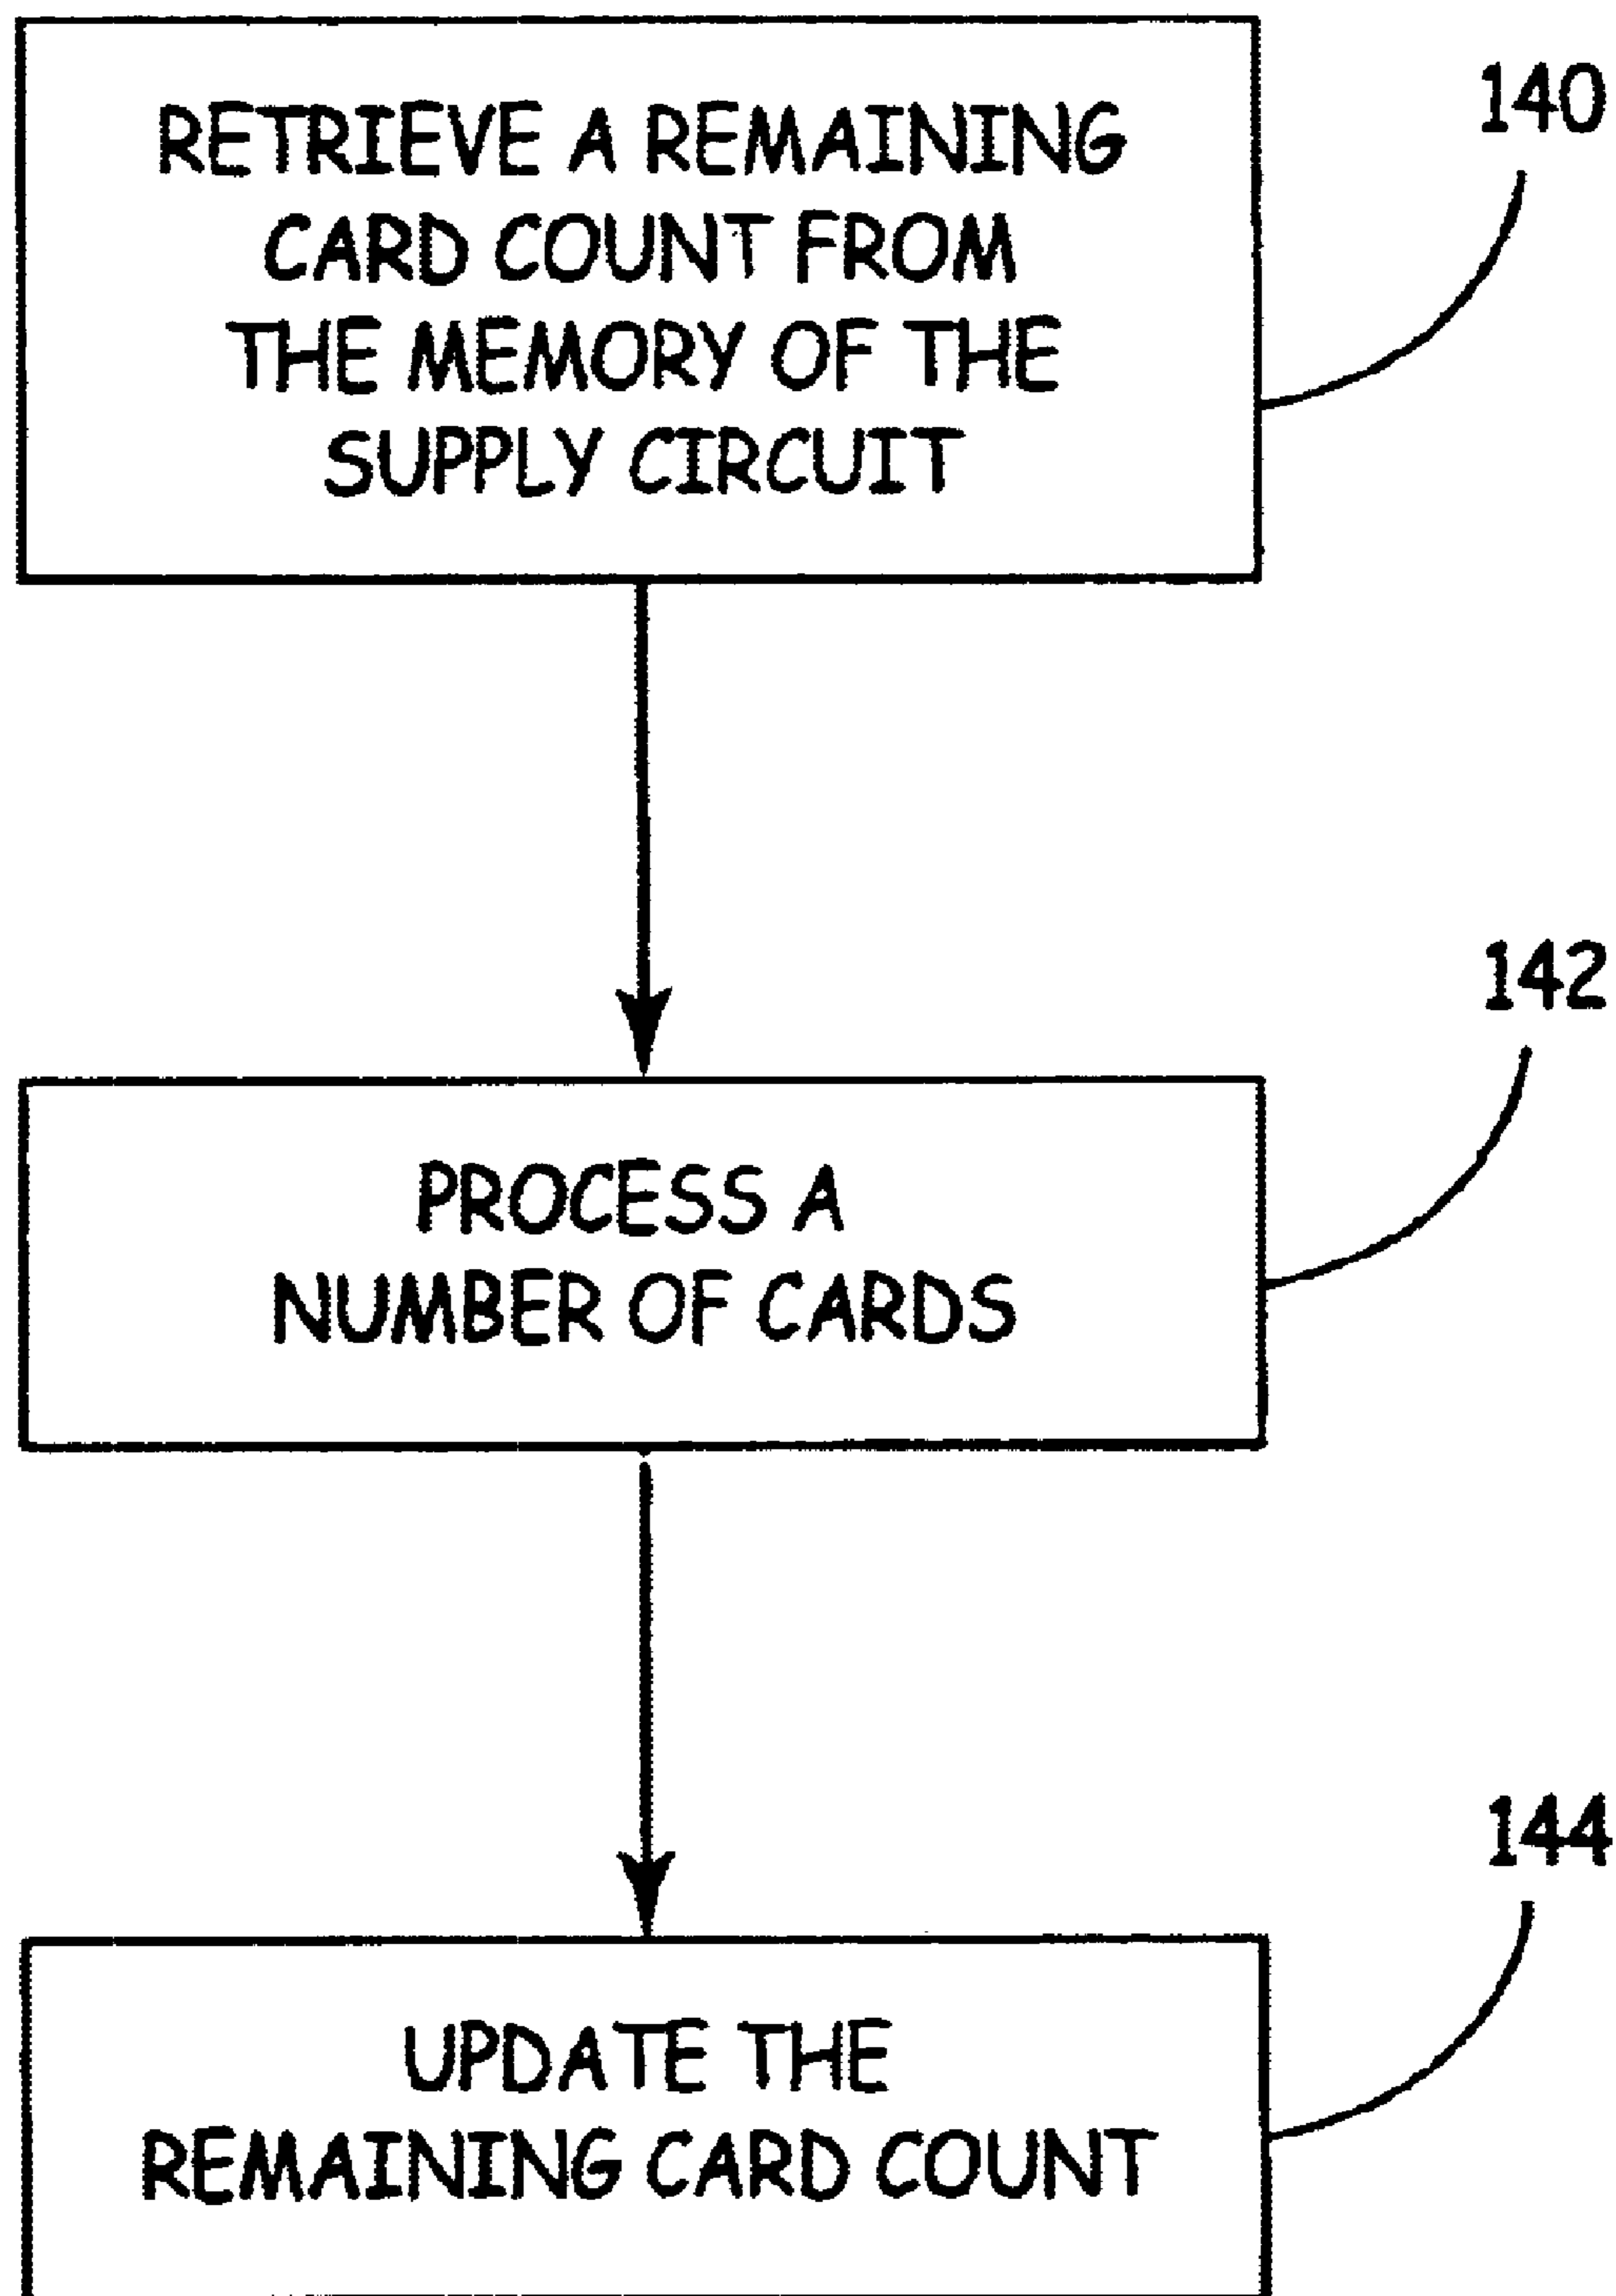 RETRIEVE A REMAINING
CARD COUNT FROM
THE MEMORY OF THE
SUPPLY CIRCUIT
140
PROCESS A
NUMBER OF CARDS
142
UPDATE THE
REMAINING CARD COUNT
144